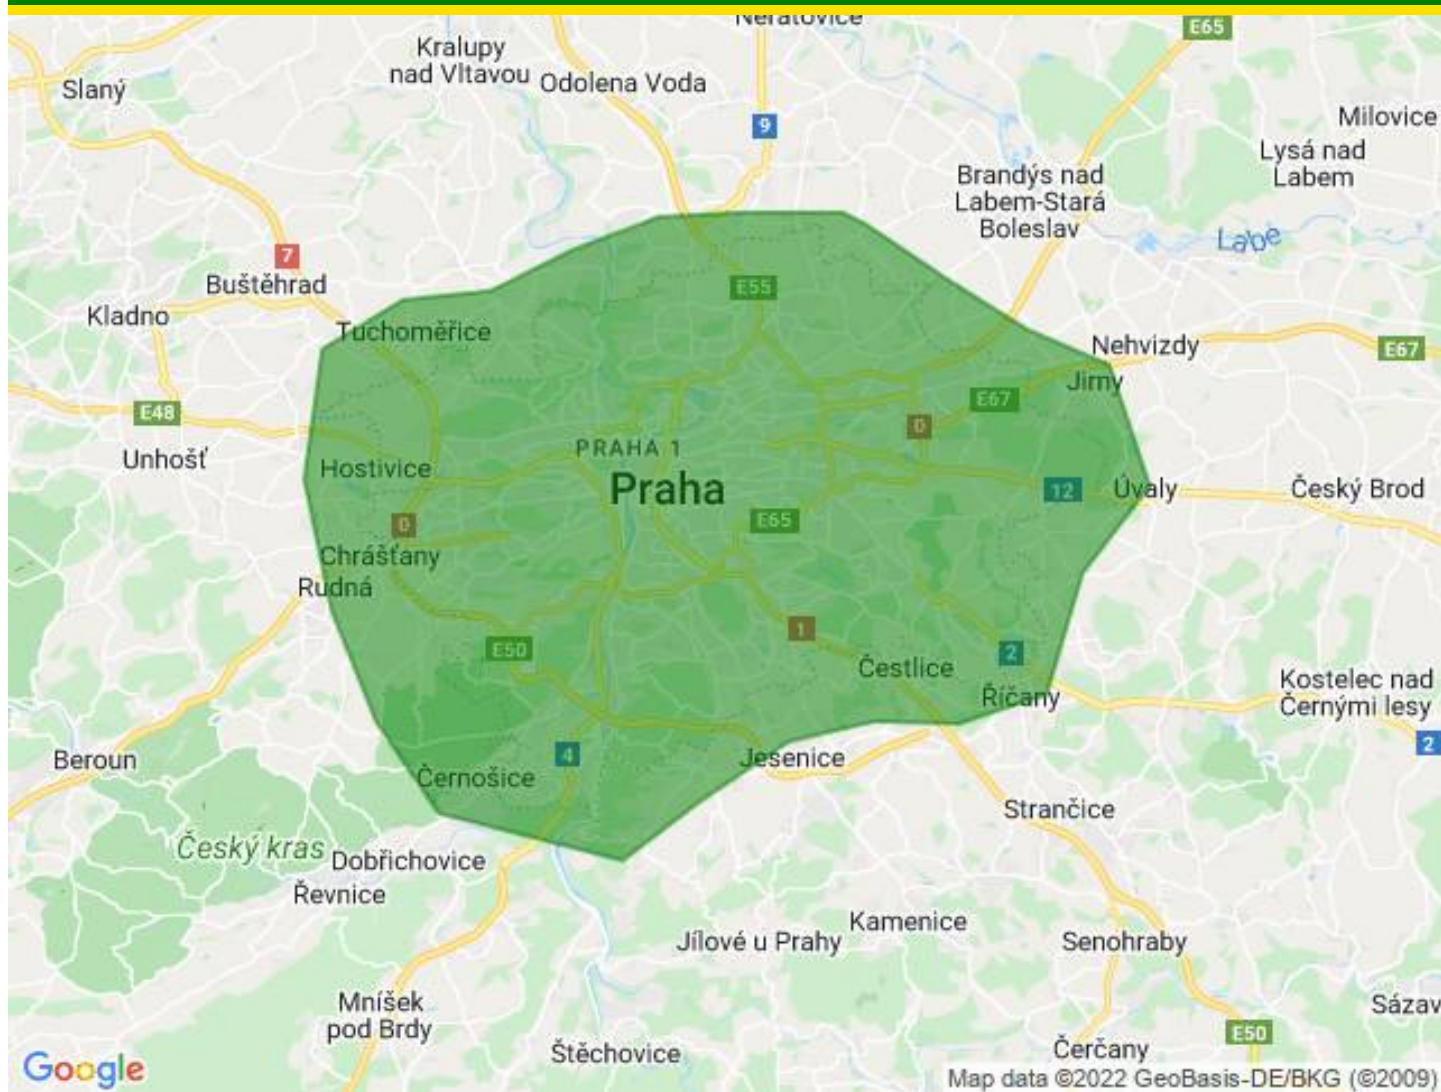 Neratovice
E65
Kralupy
nad Vltavou
Odolena Voda
Slaný
9
Milovice
Lysá nad
Labem
Brandýs nad
Labem-Stará
Boleslav
Labe
7
Buštěhrad
E55
Kladno
Tuchoměřice
Nehvizdy
E67
Jirny
E67
E48
0
PRAHA 1
Unhošť
Hostivice
Praha
12
Úvaly
Český Brod
0
E65
Chrášťany
Rudná
1
E50
2
Čestlice
Říčany
Kostelec nad
Černými lesy
2
4
Jesenice
Beroun
Černošice
Strančice
Český kras
Dobřichovice
Řevnice
Kamenice
Jílové u Prahy
Senohraby
Mníšek
pod Brdy
Sázav
E50
Štěchovice
Čerčany
Google
Map data ©2022 GeoBasis-DE/BKG (©2009)